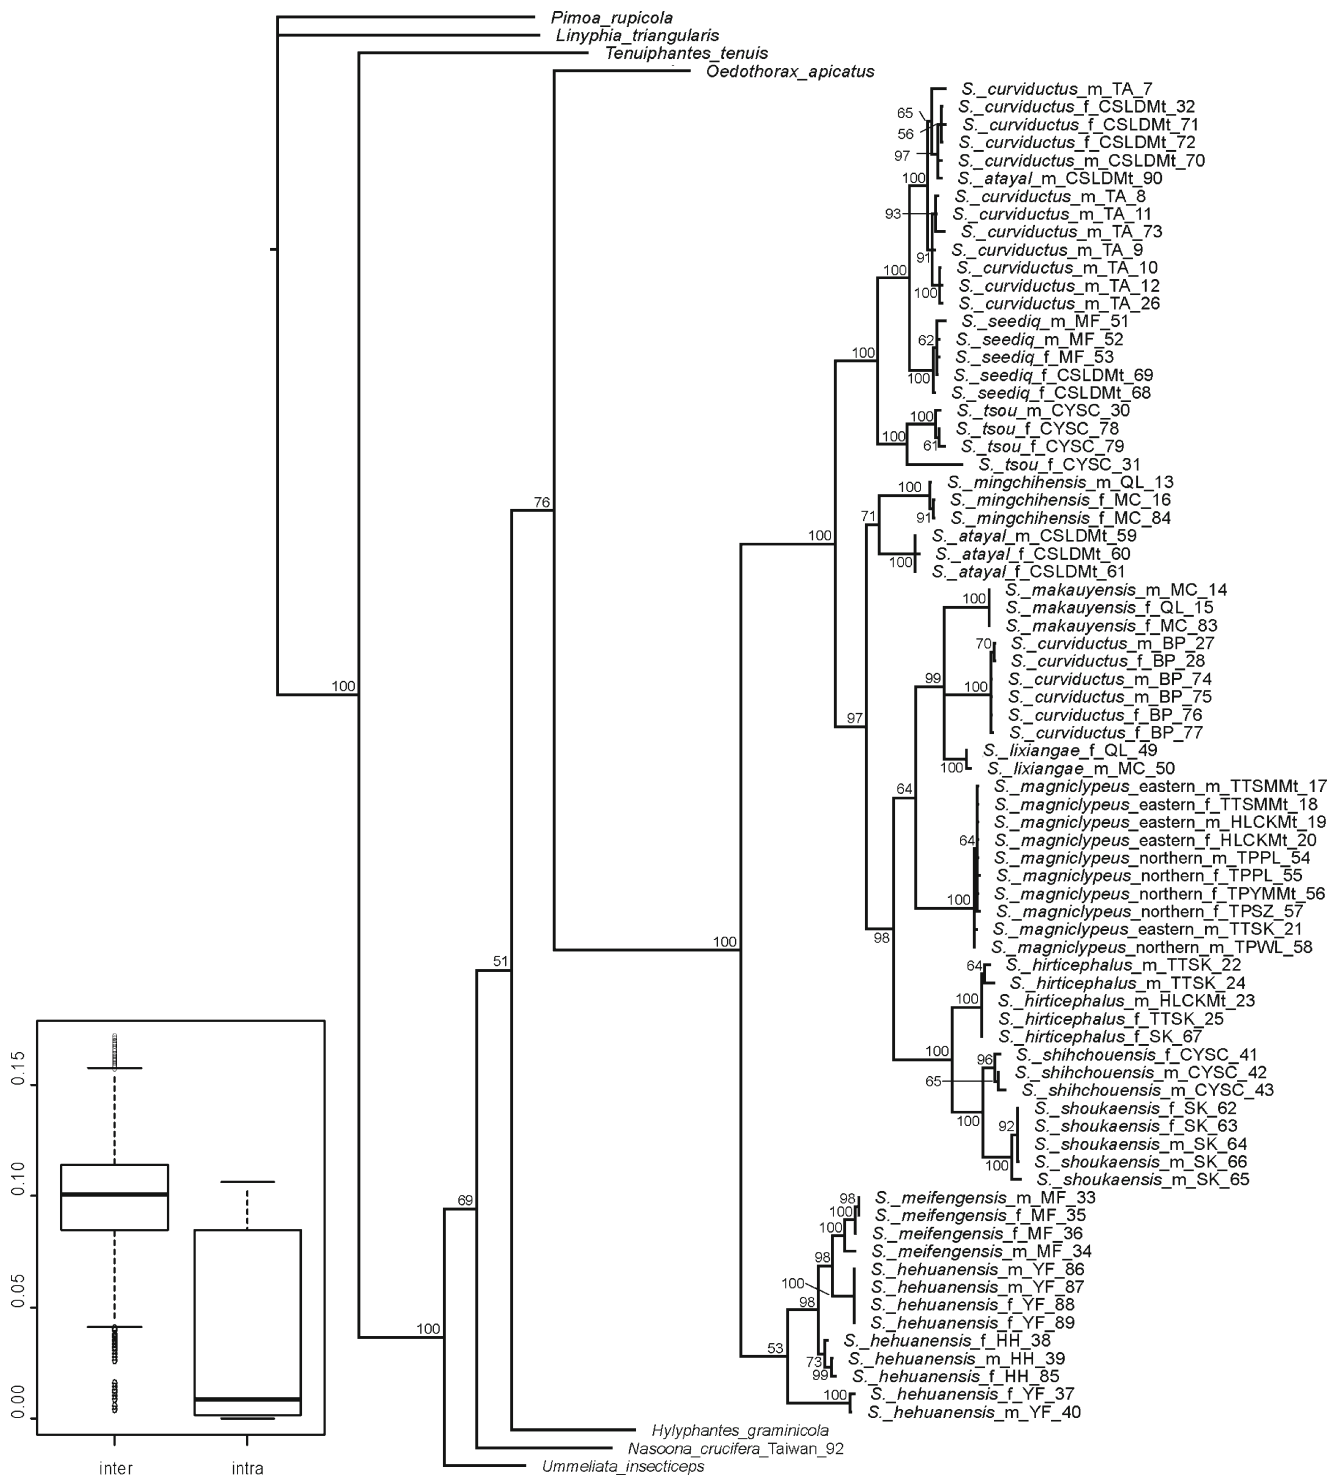 Pimoa_rupicola
Linyphia_triangularis
Tenuiphantes_tenuis
Oedothorax_apicatus
S._curviductus_m_TA_7
65
S._curviductus_f_CSLDMt_32
56
S._curviductus_f_CSLDMt_71
S._curviductus_f_CSLDMt_72
97
S._curviductus_m_CSLDMt_70
100
S._atayal_m_CSLDMt_90
S._curviductus_m_TA_8
93
S._curviductus_m_TA_11
S._curviductus_m_TA_73
91
S._curviductus_m_TA_9
100
S._curviductus_m_TA_10
S._curviductus_m_TA_12
100
S._curviductus_m_TA_26
S._seediq_m_MF_51
62
S._seediq_m_MF_52
100
S._seediq_f_MF_53
100
S._seediq_f_CSLDMt_69
S._seediq_f_CSLDMt_68
100
S._tsou_m_CYSC_30
100
S._tsou_f_CYSC_78
61
S._tsou_f_CYSC_79
S._tsou_f_CYSC_31
100
S._mingchihensis_m_QL_13
S._mingchihensis_f_MC_16
76
71
91
S._mingchihensis_f_MC_84
100
S._atayal_m_CSLDMt_59
S._atayal_f_CSLDMt_60
100
S._atayal_f_CSLDMt_61
S._makauyensis_m_MC_14
100
S._makauyensis_f_QL_15
S._makauyensis_f_MC_83
70
S._curviductus_m_BP_27
S._curviductus_f_BP_28
99
100
S._curviductus_m_BP_74
100
S._curviductus_m_BP_75
97
S._curviductus_f_BP_76
S._curviductus_f_BP_77
S._lixiangae_f_QL_49
100
S._lixiangae_m_MC_50
64
S._magniclypeus_eastern_m_TTSMMt_17
S._magniclypeus_eastern_f_TTSMMt_18
S._magniclypeus_eastern_m_HLCKMt_19
64
S._magniclypeus_eastern_f_HLCKMt_20
S._magniclypeus_northern_m_TPPL_54
S._magniclypeus_northern_f_TPPL_55
100
S._magniclypeus_northern_f_TPYMMt_56
S._magniclypeus_northern_f_TPSZ_57
100
98
S._magniclypeus_eastern_m_TTSK_21
S._magniclypeus_northern_m_TPWL_58
51
64
S._hirticephalus_m_TTSK_22
S._hirticephalus_m_TTSK_24
100
S._hirticephalus_m_HLCKMt_23
S._hirticephalus_f_TTSK_25
S._hirticephalus_f_SK_67
100
96
S._shihchouensis_f_CYSC_41
65
S._shihchouensis_m_CYSC_42
S._shihchouensis_m_CYSC_43
100
S._shoukaensis_f_SK_62
92
S._shoukaensis_f_SK_63
S._shoukaensis_m_SK_64
100
S._shoukaensis_m_SK_66
S._shoukaensis_m_SK_65
69
98
S._meifengensis_m_MF_33
100
S._meifengensis_f_MF_35
100
S._meifengensis_f_MF_36
98
S._meifengensis_m_MF_34
S._hehuanensis_m_YF_86
100
S._hehuanensis_m_YF_87
98
S._hehuanensis_f_YF_88
S._hehuanensis_f_YF_89
100
S._hehuanensis_f_HH_38
53
73
S._hehuanensis_m_HH_39
99
S._hehuanensis_f_HH_85
100
S._hehuanensis_f_YF_37
S._hehuanensis_m_YF_40
Hylyphantes_graminicola
Nasoona_crucifera_Taiwan_92
Ummeliata_insecticeps
0.15
0.10
0.05
0.00
inter intra